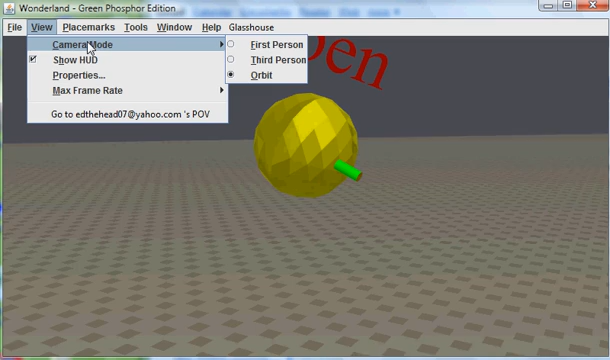 Wonderland - Green Phosphor Edition
File View Placemarks Tools Window Help Glasshouse
Camera Mode
Show HUD
Properties...
Max Frame Rate
Go to edthehead07@yahoo.com 's POV
First Person
Third Person
Orbit
pen